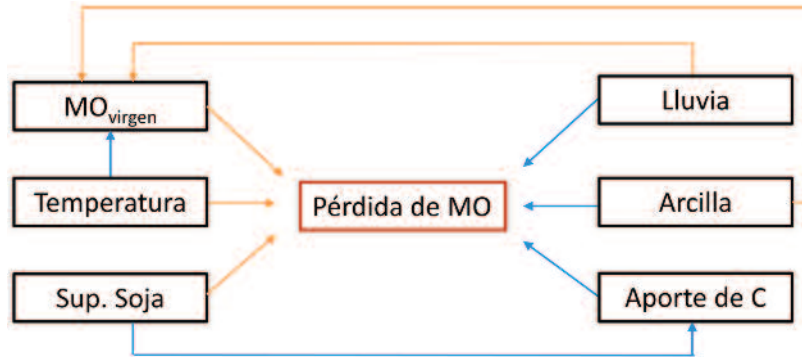 MOvirgen
Lluvia
Temperatura
Pérdida de MO
Arcilla
Sup. Soja
Aporte de C